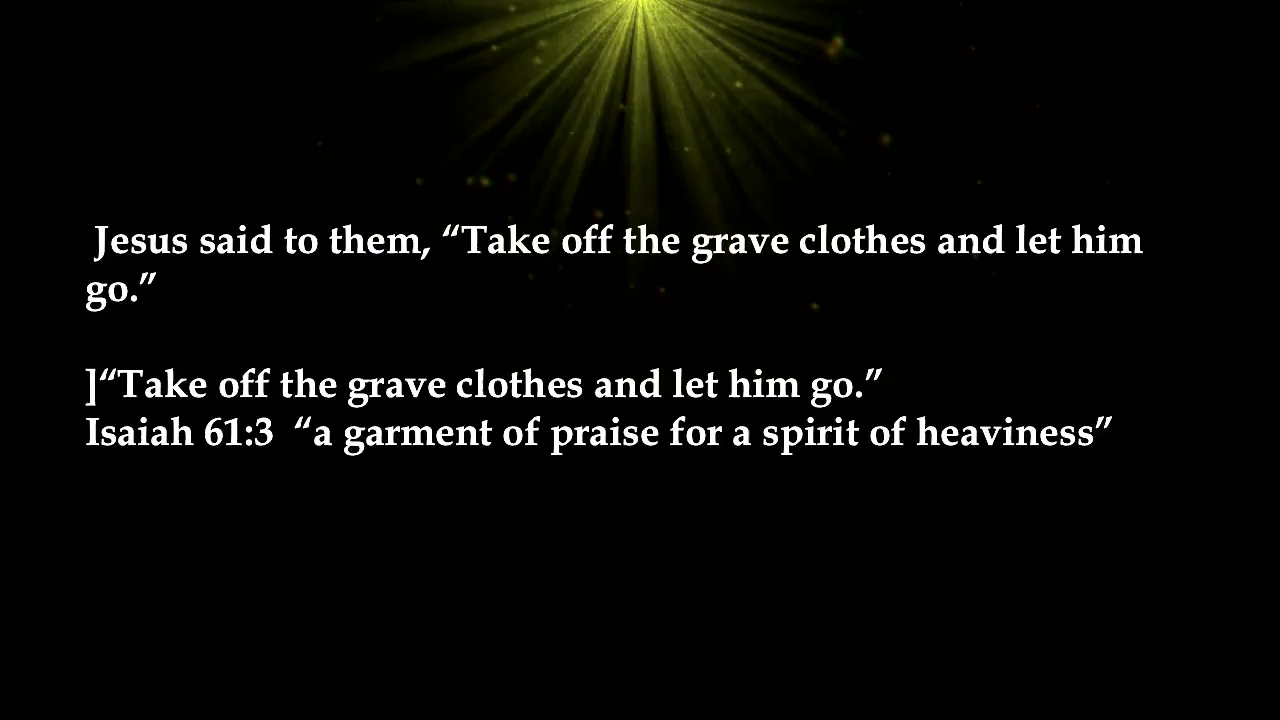 Jesus said to them, “Take off the grave clothes and let him
go.”
]“Take off the grave clothes and let him go.”
Isaiah 61:3  “a garment of praise for a spirit of heaviness”